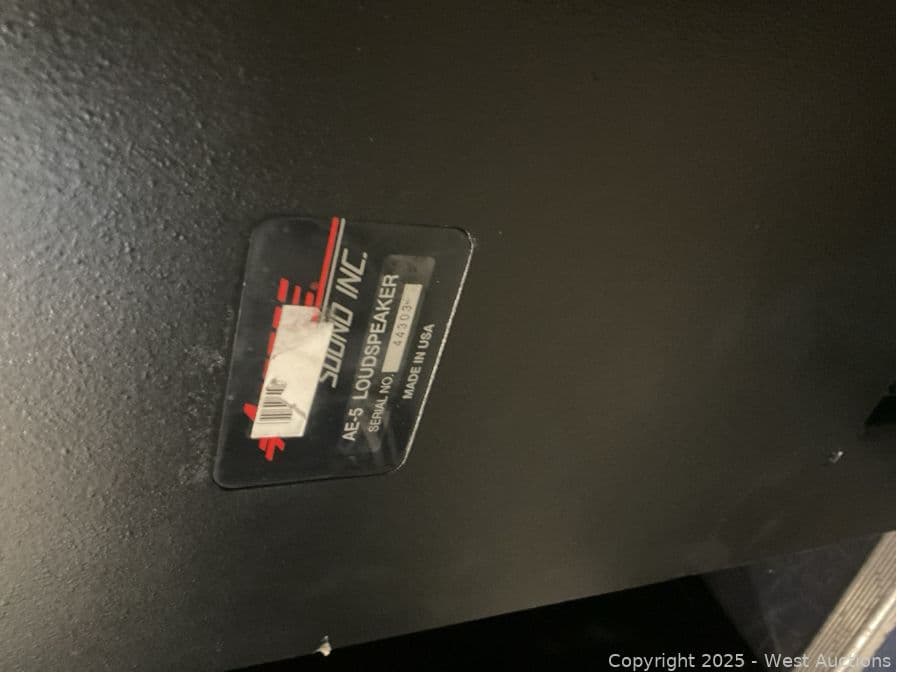 SOUND INC.
AE-5 LOUDSPEAKER
SERIAL NO. 44303
MADE IN USA
Copyright 2025 - West Auctions